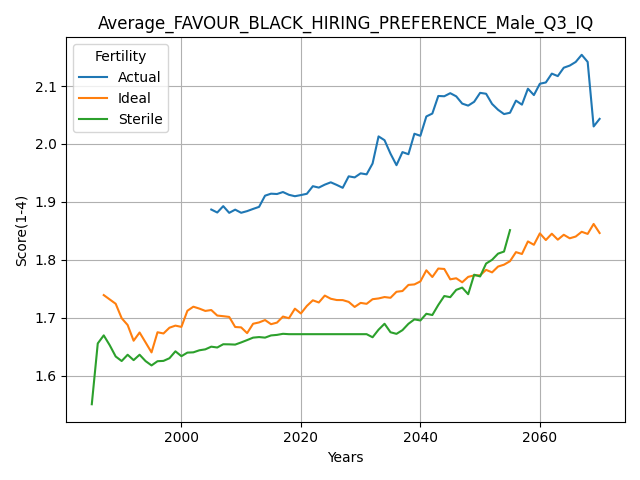 Average_FAVOUR_BLACK_HIRING_PREFERENCE_Male_Q3_IQ
Fertility
Actual
Ideal
Sterile
Score(1-4)
2.1
2.0
1.9
1.8
1.7
1.6
2000
2020
2040
2060
Years